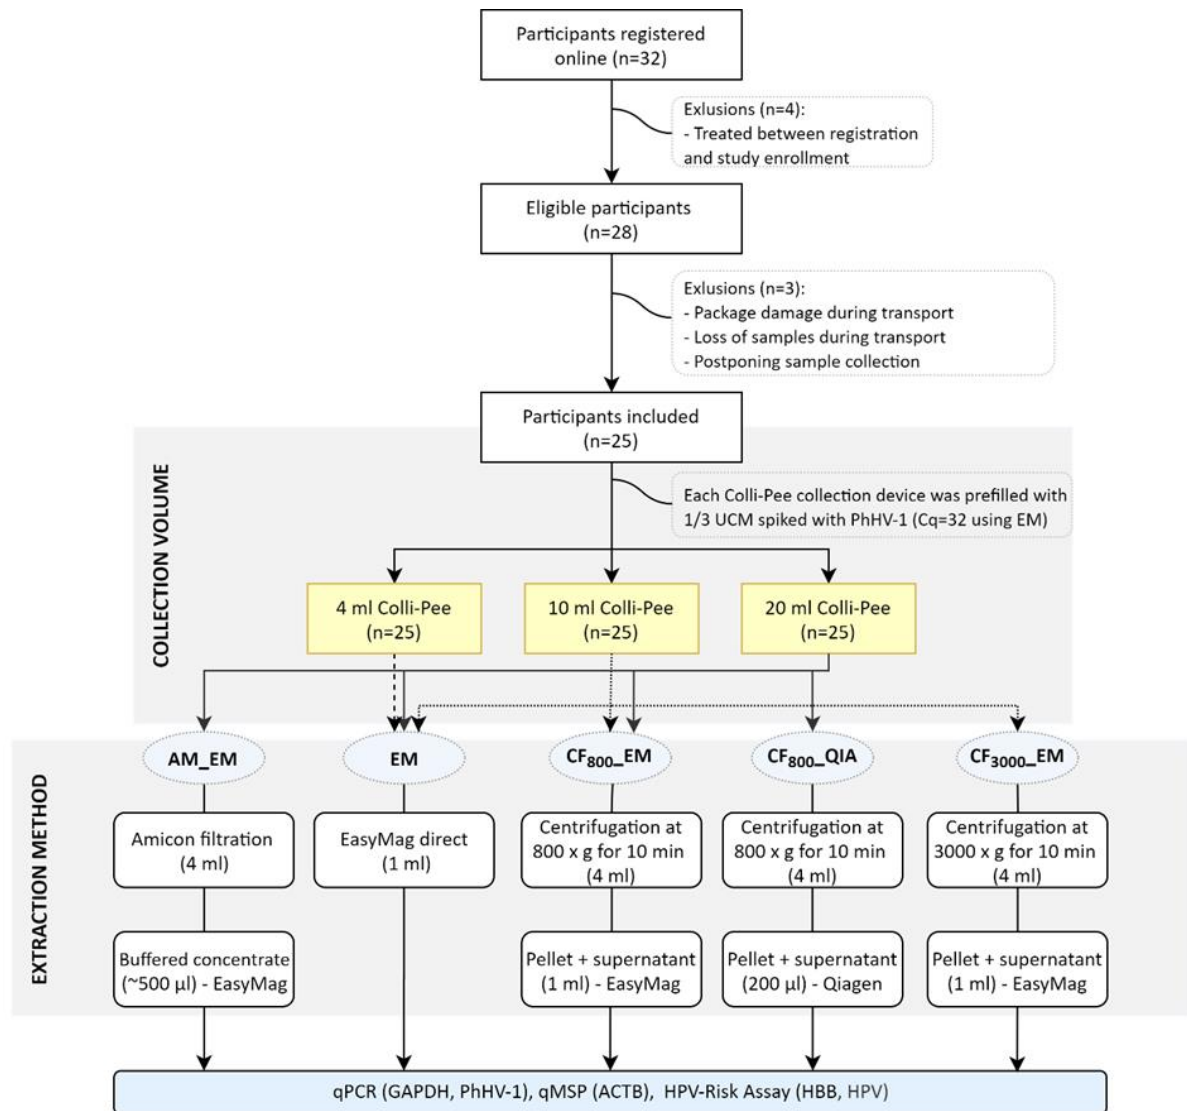 Participants registered
online (n=32)
Exlusions (n=4):
- Treated between registration
and study enrollment
Eligible participants
(n=28)
Exlusions (n=3):
- Package damage during transport
- Loss of samples during transport
- Postponing sample collection
Participants included
(n=25)
COLLECTION VOLUME
Each Colli-Pee collection device was prefilled with
1/3 UCM spiked with PhHV-1 (Cq=32 using EM)
4 ml Colli-Pee
(n=25)
10 ml Colli-Pee
(n=25)
20 ml Colli-Pee
(n=25)
EXTRACTION METHOD
AM_EM
EM
CF800_EM
CF800_QIA
CF3000_EM
Amicon filtration
(4 ml)
EasyMag direct
(1 ml)
Centrifugation at
800 x g for 10 min
(4 ml)
Centrifugation at
800 x g for 10 min
(4 ml)
Centrifugation at
3000 x g for 10 min
(4 ml)
Buffered concentrate
(~500 µl) - EasyMag
Pellet + supernatant
(1 ml) - EasyMag
Pellet + supernatant
(200 µl) - Qiagen
Pellet + supernatant
(1 ml) - EasyMag
qPCR (GAPDH, PhHV-1), qMSP (ACTB), HPV-Risk Assay (HBB, HPV)